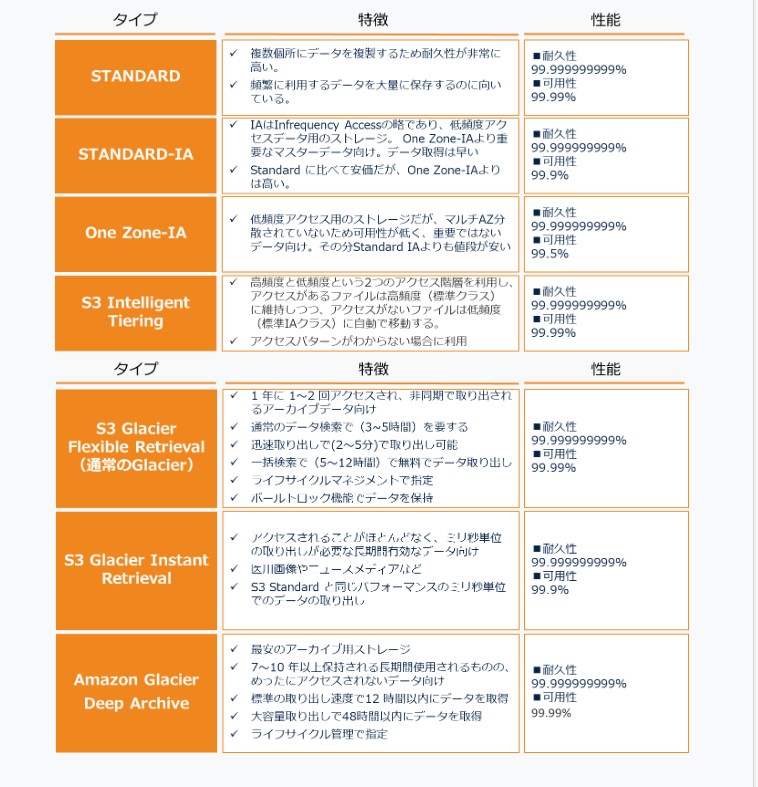 タイプ 特徴 性能
STANDARD
✓ 複数個所にデータを複製するため耐久性が非常に
高い。
✓ 頻繁に利用するデータを大量に保存するのに向い
ている。
■耐久性
99.999999999%
■可用性
99.99%
STANDARD-IA
✓ IAはInfrequency Accessの略であり、低頻度アク
セスデータ用のストレージ。 One Zone-IAより重
要なマスターデータ向け。データ取得は早い
✓ Standard に比べて安価だが、One Zone-IAより
は高い。
■耐久性
99.999999999%
■可用性
99.9%
One Zone-IA
✓ 低頻度アクセス用のストレージだが、マルチAZ分
散されていないため可用性が低く、重要ではない
データ向け。その分Standard IAよりも値段が安い
■耐久性
99.999999999%
■可用性
99.5%
S3 Intelligent
Tiering
✓ 高頻度と低頻度という2つのアクセス階層を利用し、
アクセスがあるファイルは高頻度（標準クラス）
に維持しつつ、アクセスがないファイルは低頻度
（標準IAクラス）に自動で移動する。
✓ アクセスパターンがわからない場合に利用
■耐久性
99.999999999%
■可用性
99.99%
タイプ 特徴 性能
S3 Glacier
Flexible Retrieval
（通常のGlacier）
✓ 1 年に 1～2 回アクセスされ、非同期で取り出され
るアーカイブデータ向け
✓ 通常のデータ検索で（3~5時間）を要する
✓ 迅速取り出しで(2～5分)で取り出し可能
✓ 一括検索で（5～12時間）で無料でデータ取り出し
✓ ライフサイクルマネジメントで指定
✓ ボールトロック機能でデータを保持
■耐久性
99.999999999%
■可用性
99.99%
S3 Glacier Instant
Retrieval
✓ アクセスされることがほとんどなく、ミリ秒単位
の取り出しが必要な長期間有効なデータ向け
✓ 医用画像やニュースメディアなど
✓ S3 Standard と同じパフォーマンスのミリ秒単位
でのデータの取り出し
■耐久性
99.999999999%
■可用性
99.9%
Amazon Glacier
Deep Archive
✓ 最安のアーカイブ用ストレージ
✓ 7～10 年以上保持される長期間使用されるものの、
めったにアクセスされないデータ向け
✓ 標準の取り出し速度で12 時間以内にデータを取得
✓ 大容量取り出しで48時間以内にデータを取得
✓ ライフサイクル管理で指定
■耐久性
99.999999999%
■可用性
99.99%